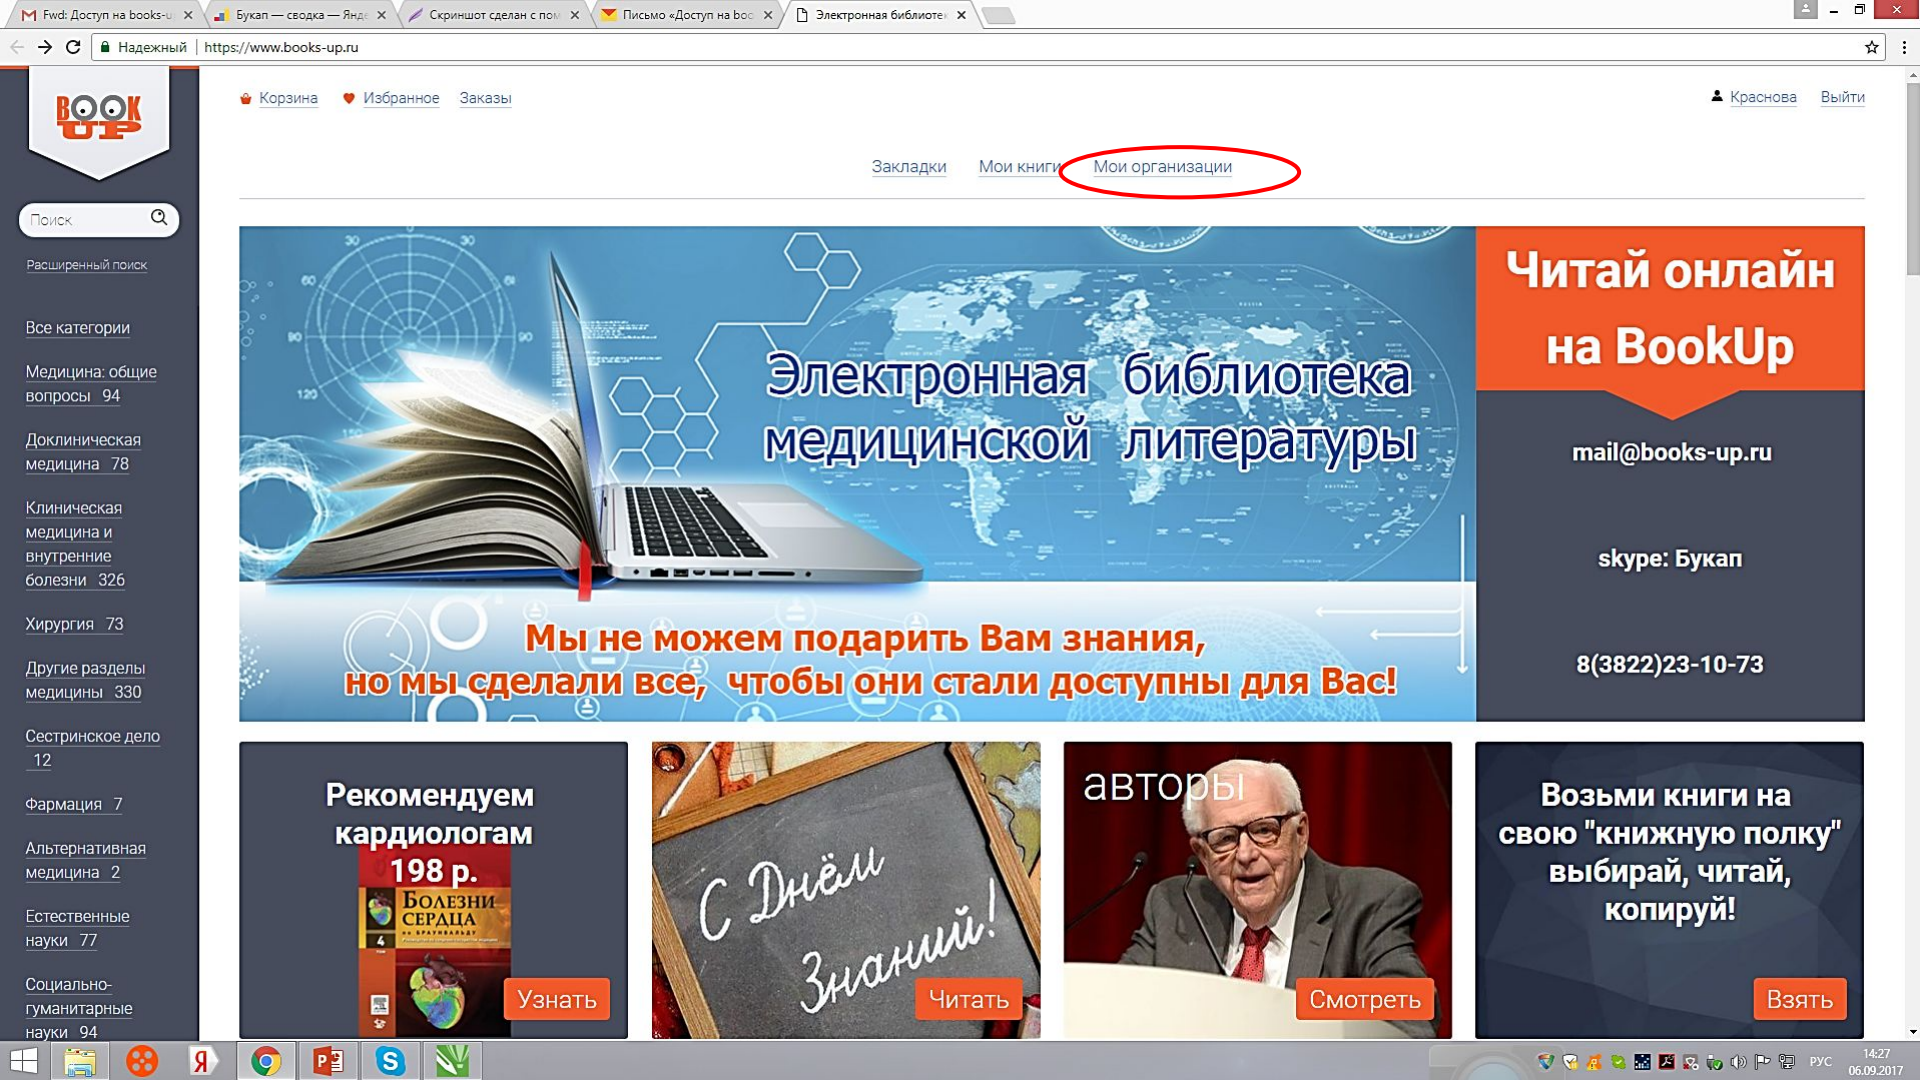 Fwd: Доступ на books-u
Букап — сводка — Янде
Скриншот сделан с пом
Письмо «Доступ на boo
Электронная библиотек
Надежный
https://www.books-up.ru
BOOK
UP
Корзина
Избранное
Заказы
Краснова
Выйти
Закладки
Мои книги
Мои организации
Поиск
Расширенный поиск
Все категории
Медицина: общие
вопросы 94
Доклиническая
медицина 78
Клиническая
медицина и
внутренние
болезни 326
Хирургия 73
Другие разделы
медицины 330
Сестринское дело
12
Фармация 7
Альтернативная
медицина 2
Естественные
науки 77
Социально-
гуманитарные
науки 94
Электронная библиотека
медицинской литературы
Мы не можем подарить Вам знания,
но мы сделали все, чтобы они стали доступны для Вас!
Читай онлайн
на BookUp
mail@books-up.ru
skype: Букап
8(3822)23-10-73
Рекомендуем
кардиологам
198 р.
Болезни
сердца
по Браунвальду
4
Узнать
С Днём
Знаний!
Читать
авторы
Смотреть
Возьми книги на
свою "книжную полку"
выбирай, читай,
копируй!
Взять
РУС
14:27
06.09.2017